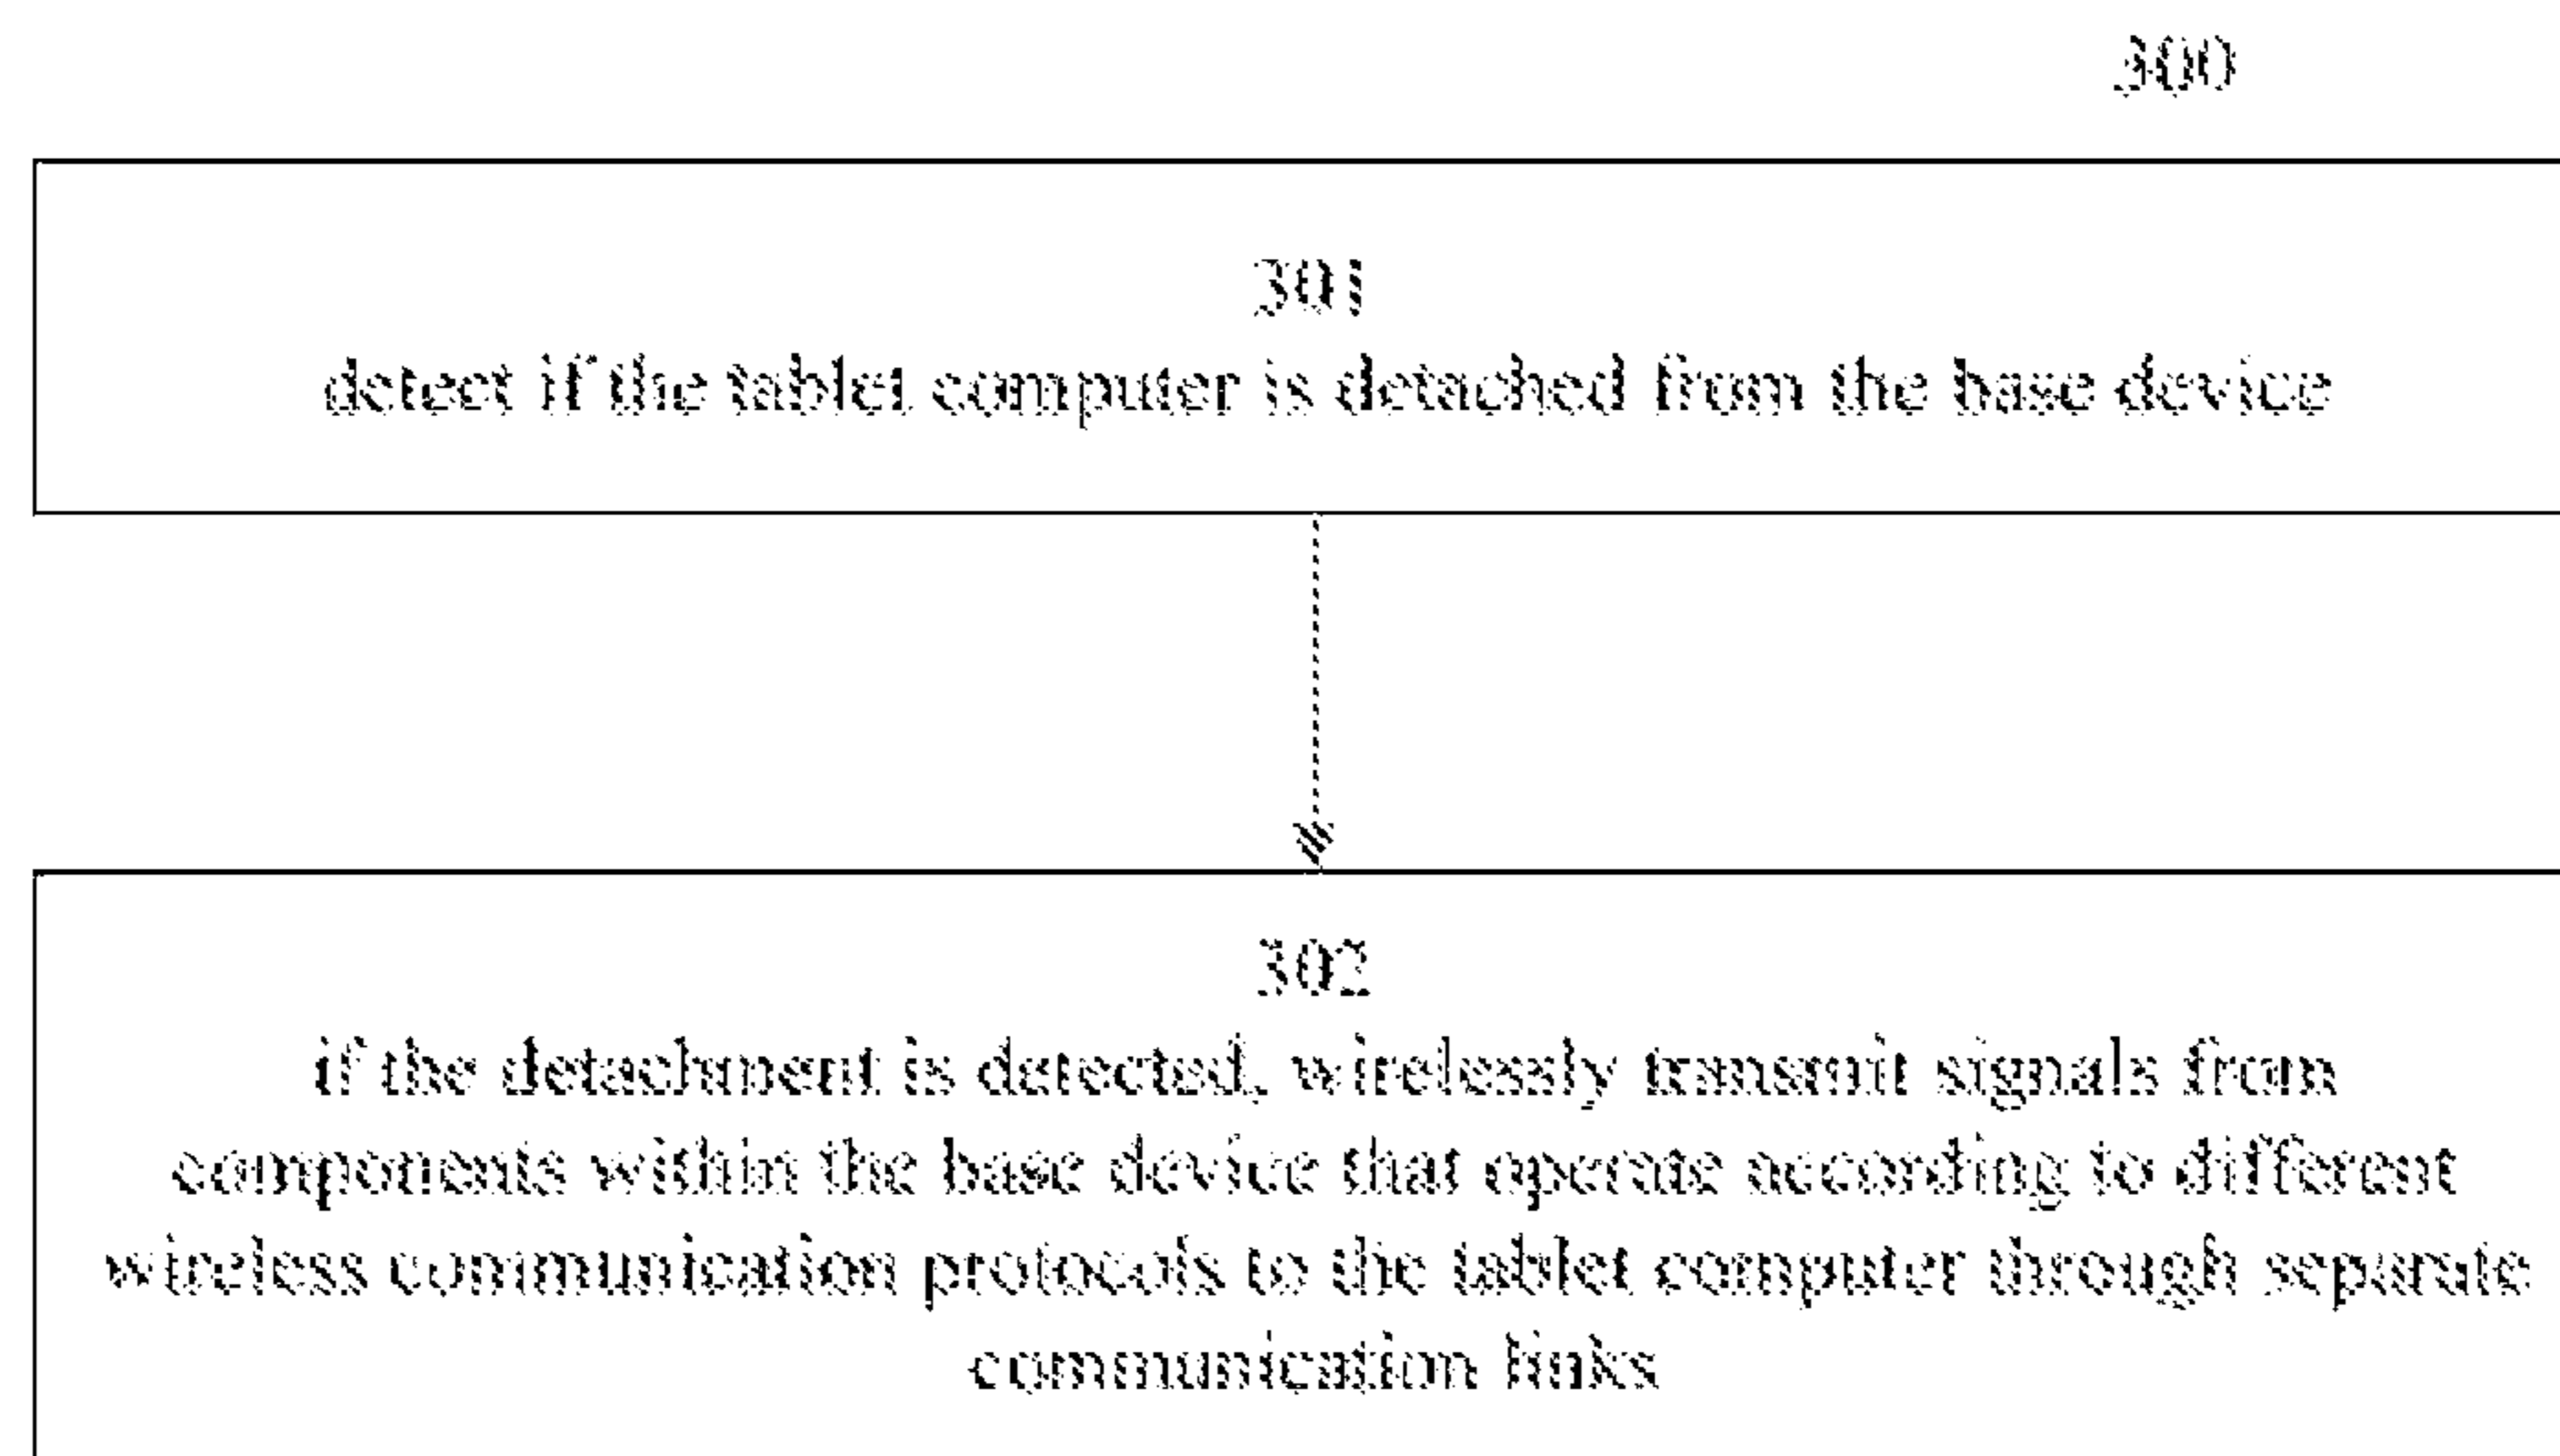 300
301
detect if the tablet computer is detached from the base device
302
if the detachment is detected, wirelessly transmit signals from
components within the base device that operate according to different
wireless communication protocols to the tablet computer through separate
communication links